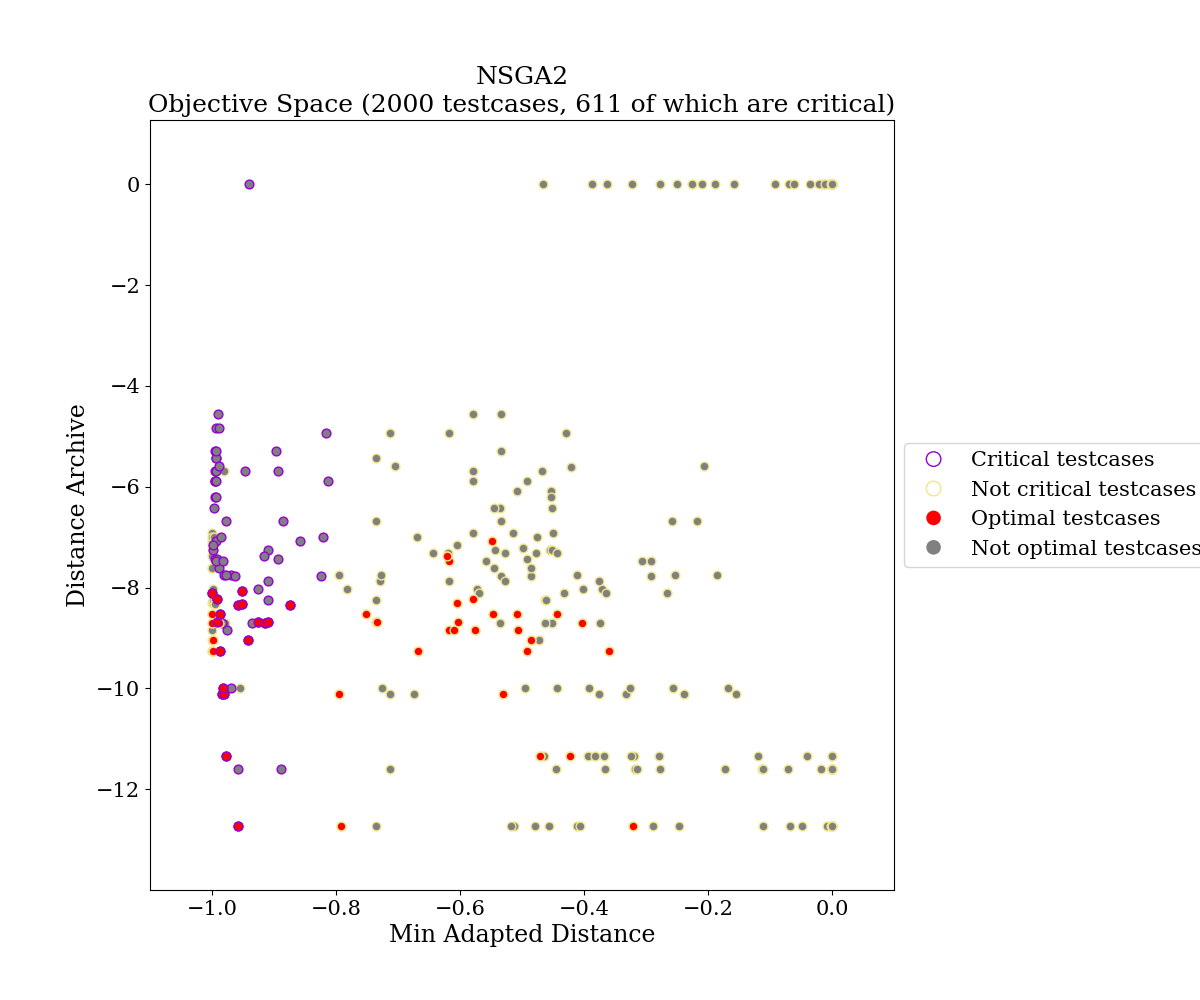 NSGA2
Objective Space (2000 testcases, 611 of which are critical)
0
−2
−4
−6
−8
−10
−12
Distance Archive
−1.0
−0.8
−0.6
−0.4
−0.2
0.0
Min Adapted Distance
Critical testcases
Not critical testcases
Optimal testcases
Not optimal testcases